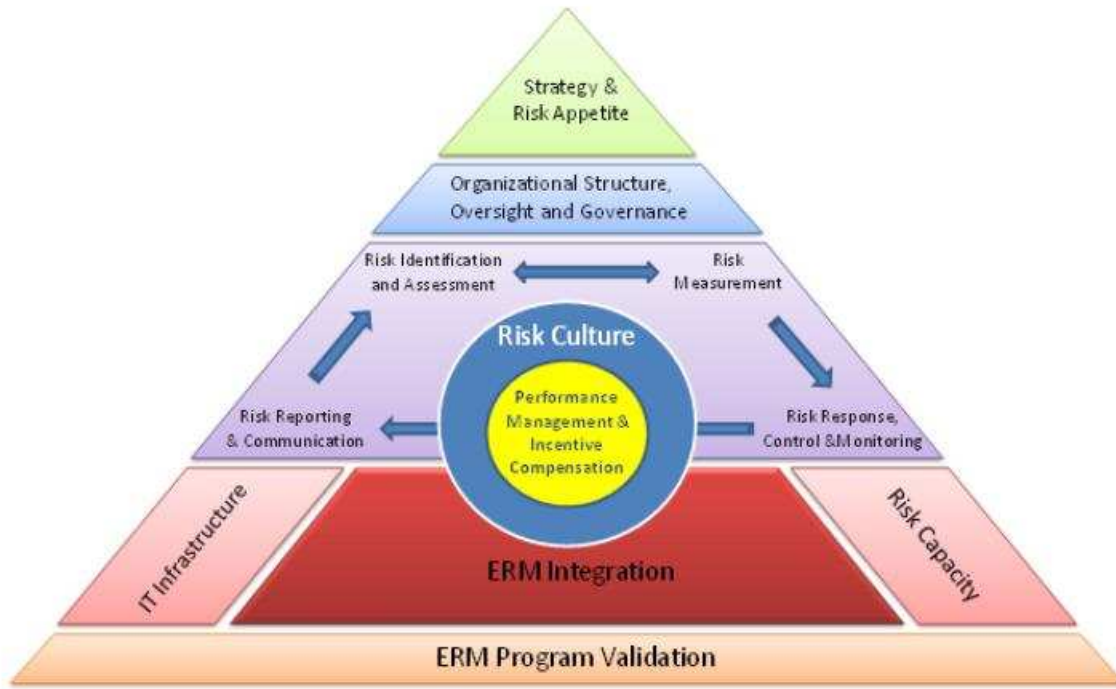 Strategy &
Risk Appetite
Organizational Structure,
Oversight and Governance
Risk Identification
and Assessment
Risk
Measurement
Risk Culture
Performance
Management &
Incentive
Compensation
Risk Reporting
& Communication
Risk Response,
Control &Monitoring
IT Infrastructure
ERM Integration
Risk Capacity
ERM Program Validation